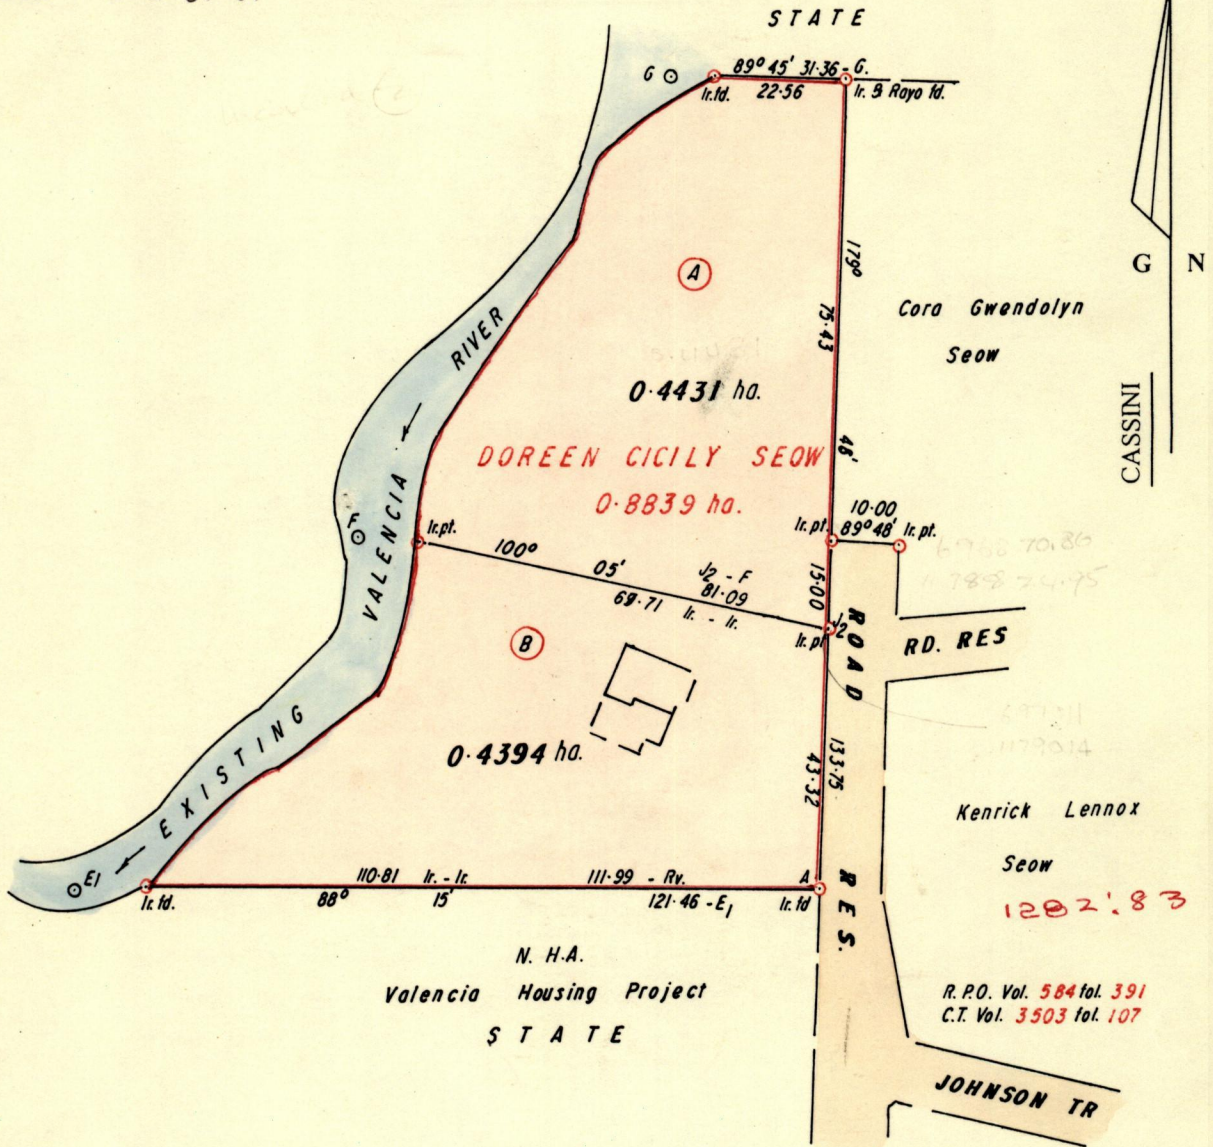 STATE
G
89° 45' 31·36 - G.
Ir.fd.
22·56
Ir. & Rayo fd.
G N
A
179°
75·43
48'
Cora Gwendolyn
Seow
RIVER
0·4431 ha.
CASSINI
DOREEN CICILY SEOW
0·8839 ha.
F
VALENCIA
Ir.pt.
10·00
Ir.pt. 89° 48' Ir.pt.
100° 05' J2 - F
81·09
Ir. - Ir.
15·00
J2
Ir.pt
ROAD
RD. RES
B
133·75
43·32
EXISTING
0·4394 ha.
Kenrick Lennox
Seow
1282·83
E1
110·81 Ir. - Ir. 111·99 - Rv. A
Ir.fd. 88° 15' 121·46 - E1 Ir.fd
RES.
N.H.A.
Valencia Housing Project
STATE
R.P.O. Vol. 584 fol. 391
C.T. Vol. 3503 fol. 107
JOHNSON TR